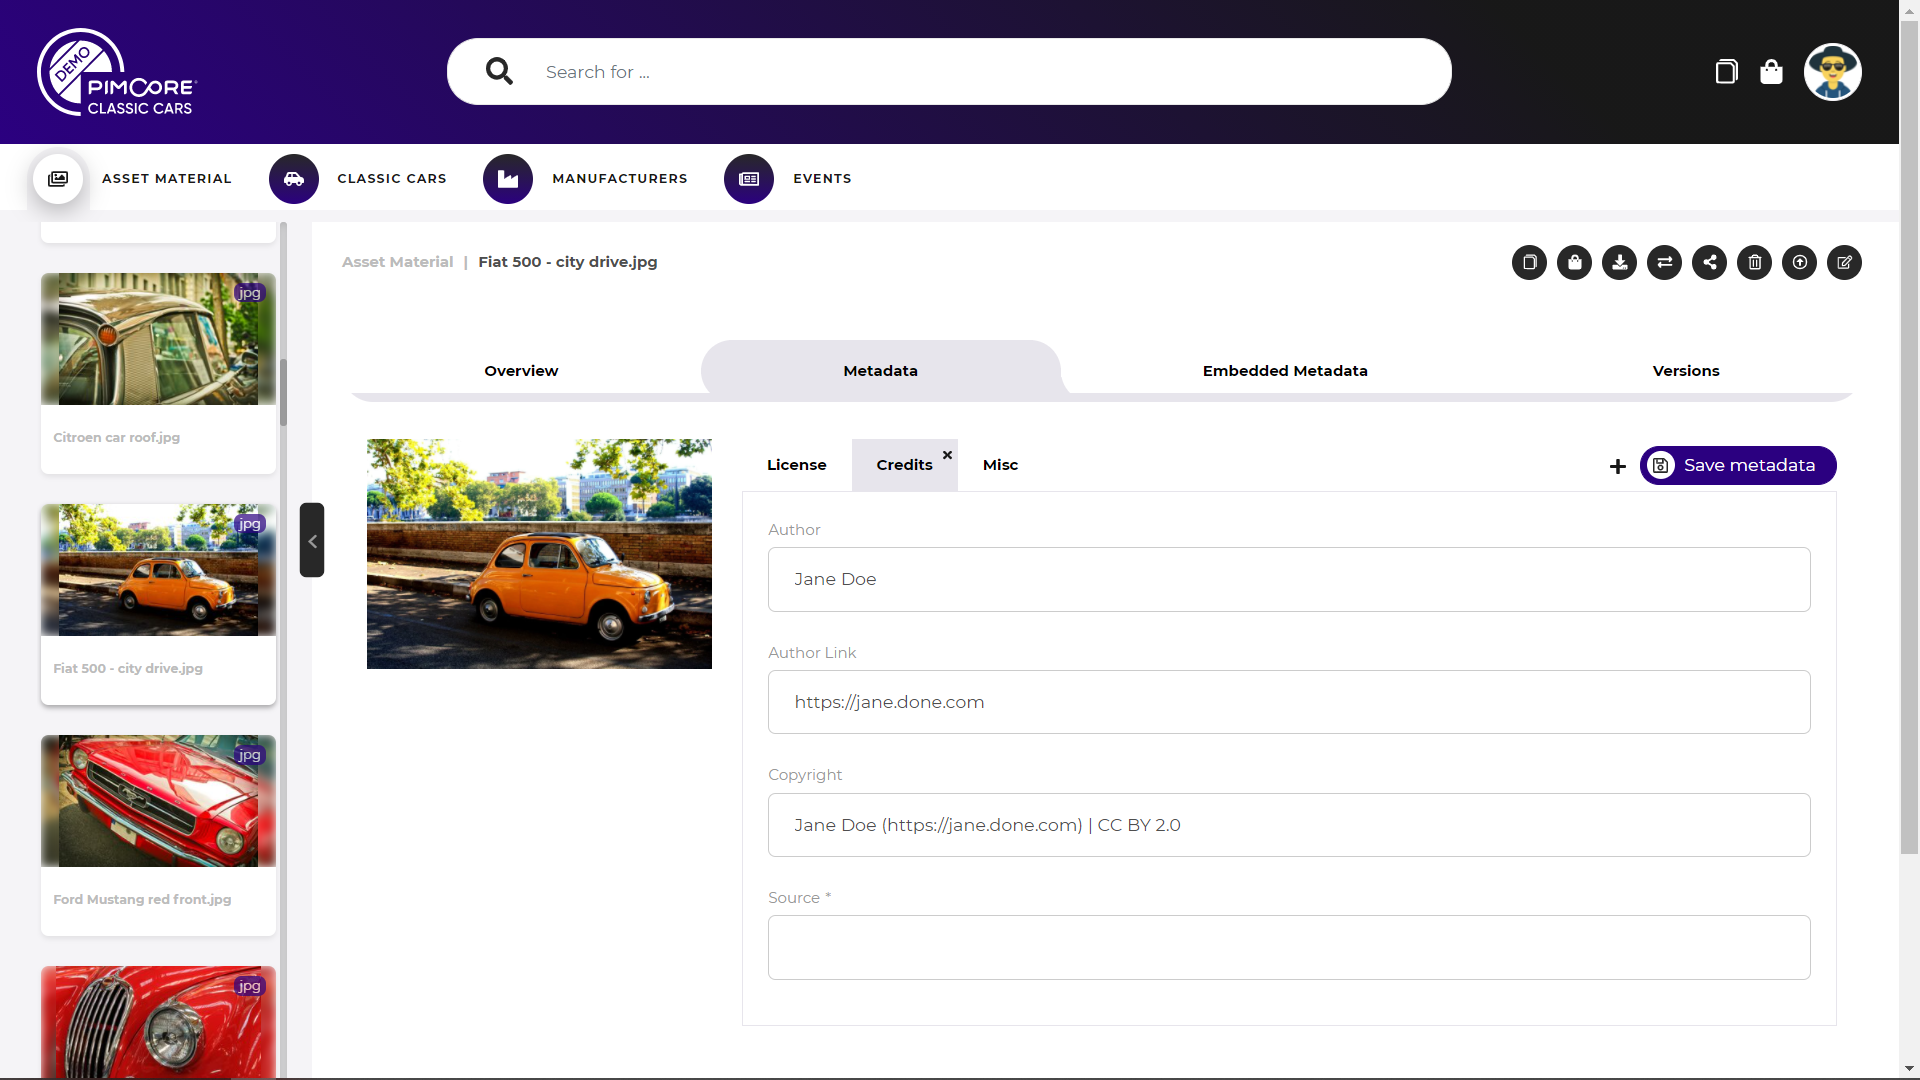 DEMO
PIMCORE
CLASSIC CARS
Search for ...
ASSET MATERIAL
CLASSIC CARS
MANUFACTURERS
EVENTS
jpg
Citroen car roof.jpg
jpg
Fiat 500 - city drive.jpg
jpg
Ford Mustang red front.jpg
jpg
Asset Material | Fiat 500 - city drive.jpg
Overview
Metadata
Embedded Metadata
Versions
License
Credits
Misc
Save metadata
Author
Jane Doe
Author Link
https://jane.done.com
Copyright
Jane Doe (https://jane.done.com) | CC BY 2.0
Source *